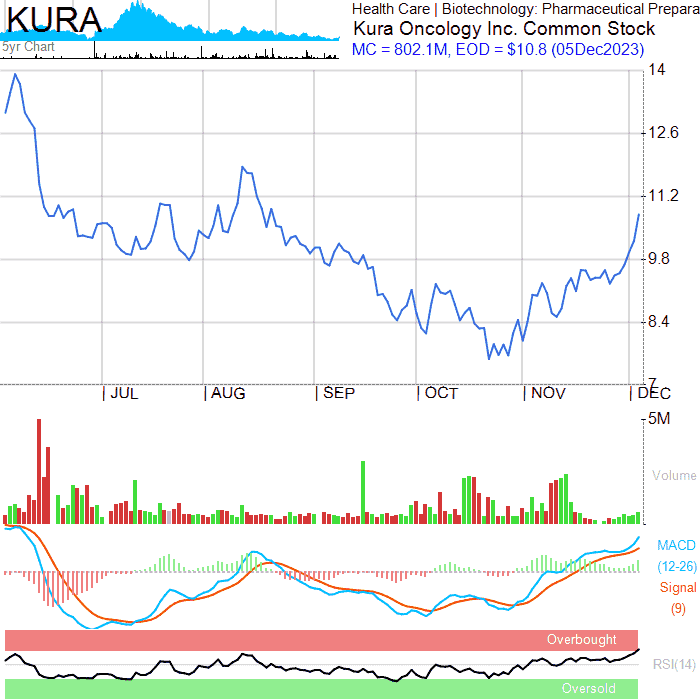 KURA
5yr Chart
Health Care | Biotechnology: Pharmaceutical Prepara
Kura Oncology Inc. Common Stock
MC = 802.1M, EOD = $10.8 (05Dec2023)
14
12.6
11.2
9.8
8.4
7
| JUL | AUG | SEP | OCT | NOV | DEC
5M
Volume
MACD
(12-26)
Signal
(9)
Overbought
RSI(14)
Oversold